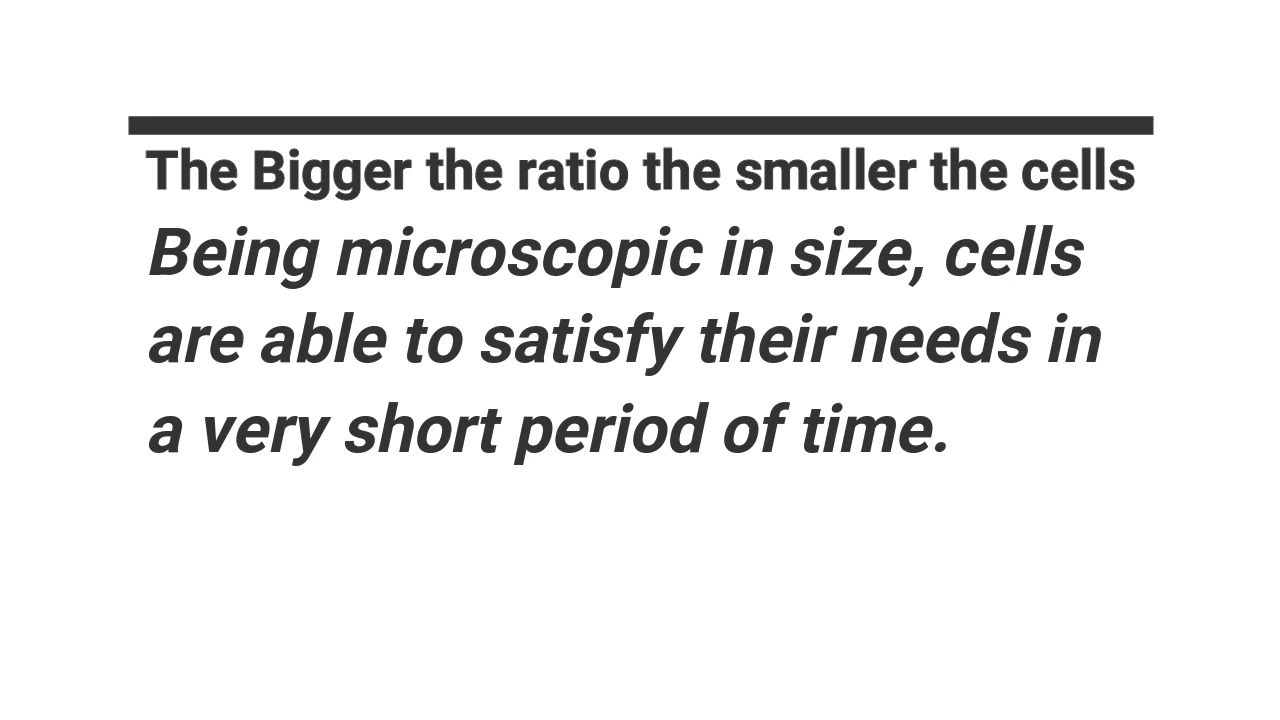 The Bigger the ratio the smaller the cells
Being microscopic in size, cells
are able to satisfy their needs in
a very short period of time.